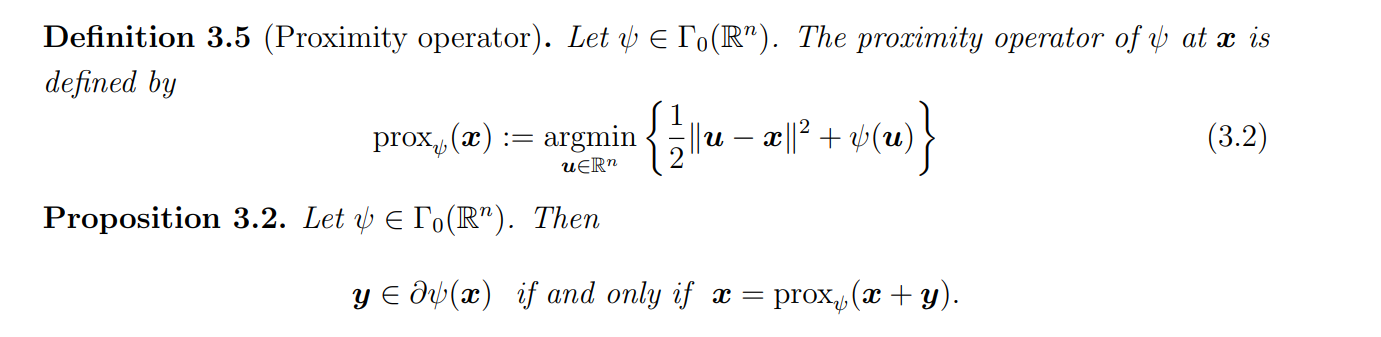 Definition 3.5 (Proximity operator). Let ψ ∈ Γ₀(ℝⁿ). The proximity operator of ψ at x is
defined by
prox_ψ(x) := argmin_{u∈ℝⁿ} { 1/2 ‖u − x‖² + ψ(u) } (3.2)
Proposition 3.2. Let ψ ∈ Γ₀(ℝⁿ). Then
y ∈ ∂ψ(x) if and only if x = prox_ψ(x + y).